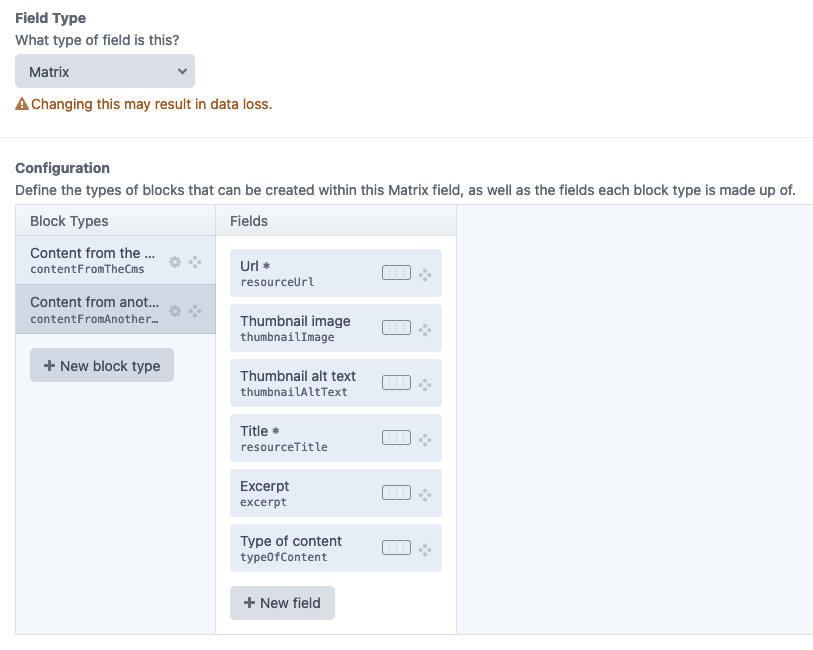 Field Type
What type of field is this?
Matrix
Changing this may result in data loss.
Configuration
Define the types of blocks that can be created within this Matrix field, as well as the fields each block type is made up of.
Block Types
Fields
Content from the ...
contentFromTheCms
Content from anot...
contentFromAnother...
+ New block type
Url *
resourceUrl
Thumbnail image
thumbnailImage
Thumbnail alt text
thumbnailAltText
Title *
resourceTitle
Excerpt
excerpt
Type of content
typeOfContent
+ New field